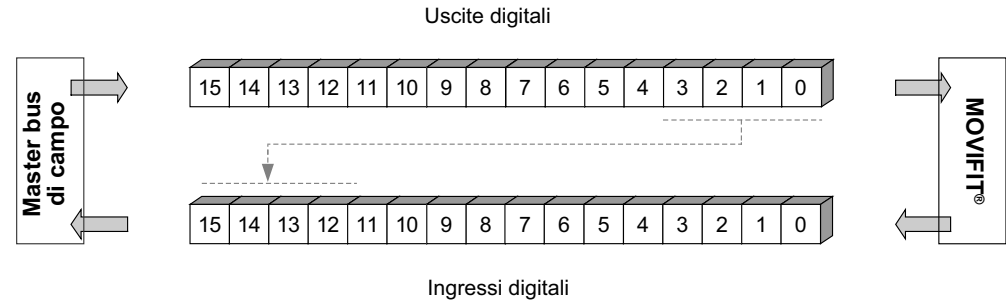 Uscite digitali
Master bus
di campo
15 14 13 12 11 10 9 8 7 6 5 4 3 2 1 0
MOVIFIT®
15 14 13 12 11 10 9 8 7 6 5 4 3 2 1 0
Ingressi digitali